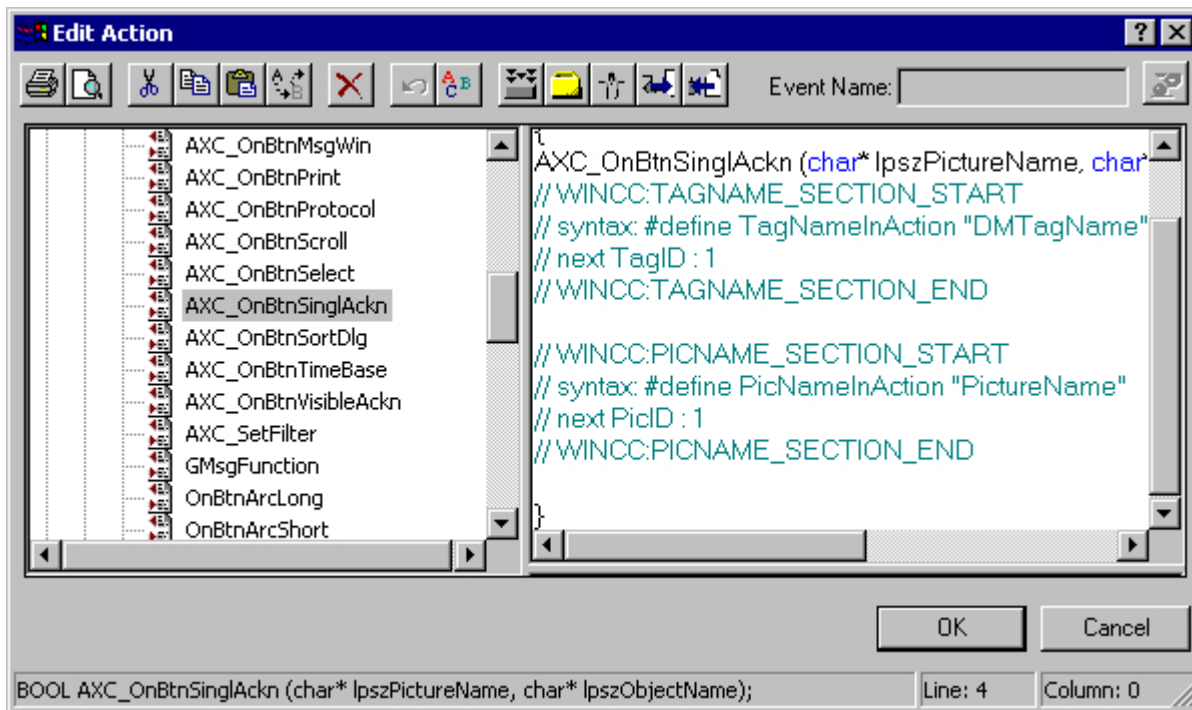 Edit Action
Event Name:
AXC_OnBtnMsgWin
AXC_OnBtnPrint
AXC_OnBtnProtocol
AXC_OnBtnScroll
AXC_OnBtnSelect
AXC_OnBtnSinglAckn
AXC_OnBtnSortDlg
AXC_OnBtnTimeBase
AXC_OnBtnVisibleAckn
AXC_SetFilter
GMsgFunction
OnBtnArcLong
OnBtnArcShort
{
AXC_OnBtnSinglAckn (char* lpszPictureName, char*
// WINCC:TAGNAME_SECTION_START
// syntax: #define TagNameInAction "DMTagName"
// next TagID : 1
// WINCC:TAGNAME_SECTION_END
// WINCC:PICNAME_SECTION_START
// syntax: #define PicNameInAction "PictureName"
// next PicID : 1
// WINCC:PICNAME_SECTION_END
}
OK Cancel
BOOL AXC_OnBtnSinglAckn (char* lpszPictureName, char* lpszObjectName); Line: 4 Column: 0